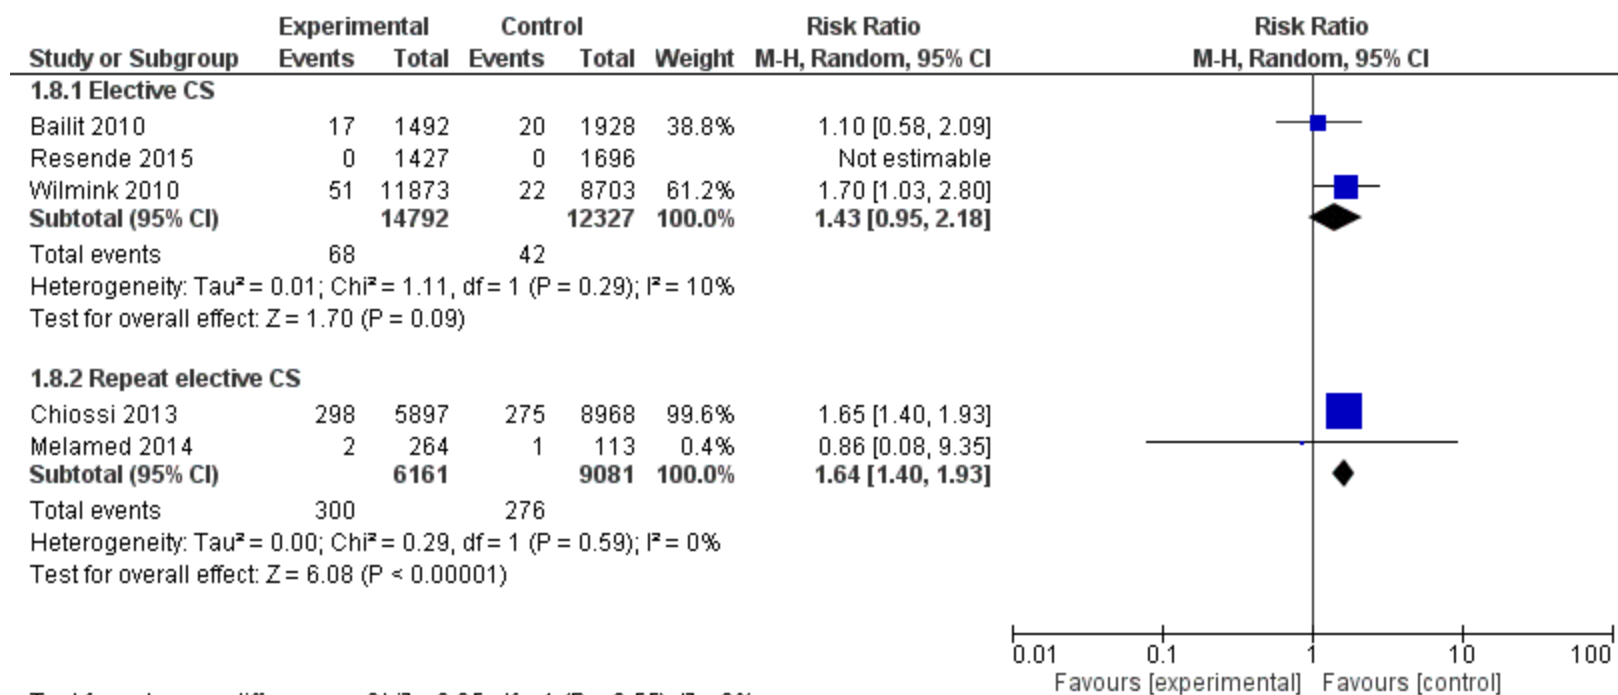 Experimental Control Risk Ratio Risk Ratio
Study or Subgroup Events Total Events Total Weight M-H, Random, 95% CI M-H, Random, 95% CI
1.8.1 Elective CS
Bailit 2010 17 1492 20 1928 38.8% 1.10 [0.58, 2.09]
Resende 2015 0 1427 0 1696 Not estimable
Wilmink 2010 51 11873 22 8703 61.2% 1.70 [1.03, 2.80]
Subtotal (95% CI) 14792 12327 100.0% 1.43 [0.95, 2.18]
Total events 68 42
Heterogeneity: Tau² = 0.01; Chi² = 1.11, df = 1 (P = 0.29); I² = 10%
Test for overall effect: Z = 1.70 (P = 0.09)
1.8.2 Repeat elective CS
Chiossi 2013 298 5897 275 8968 99.6% 1.65 [1.40, 1.93]
Melamed 2014 2 264 1 113 0.4% 0.86 [0.08, 9.35]
Subtotal (95% CI) 6161 9081 100.0% 1.64 [1.40, 1.93]
Total events 300 276
Heterogeneity: Tau² = 0.00; Chi² = 0.29, df = 1 (P = 0.59); I² = 0%
Test for overall effect: Z = 6.08 (P < 0.00001)
0.01 0.1 1 10 100
Favours [experimental] Favours [control]